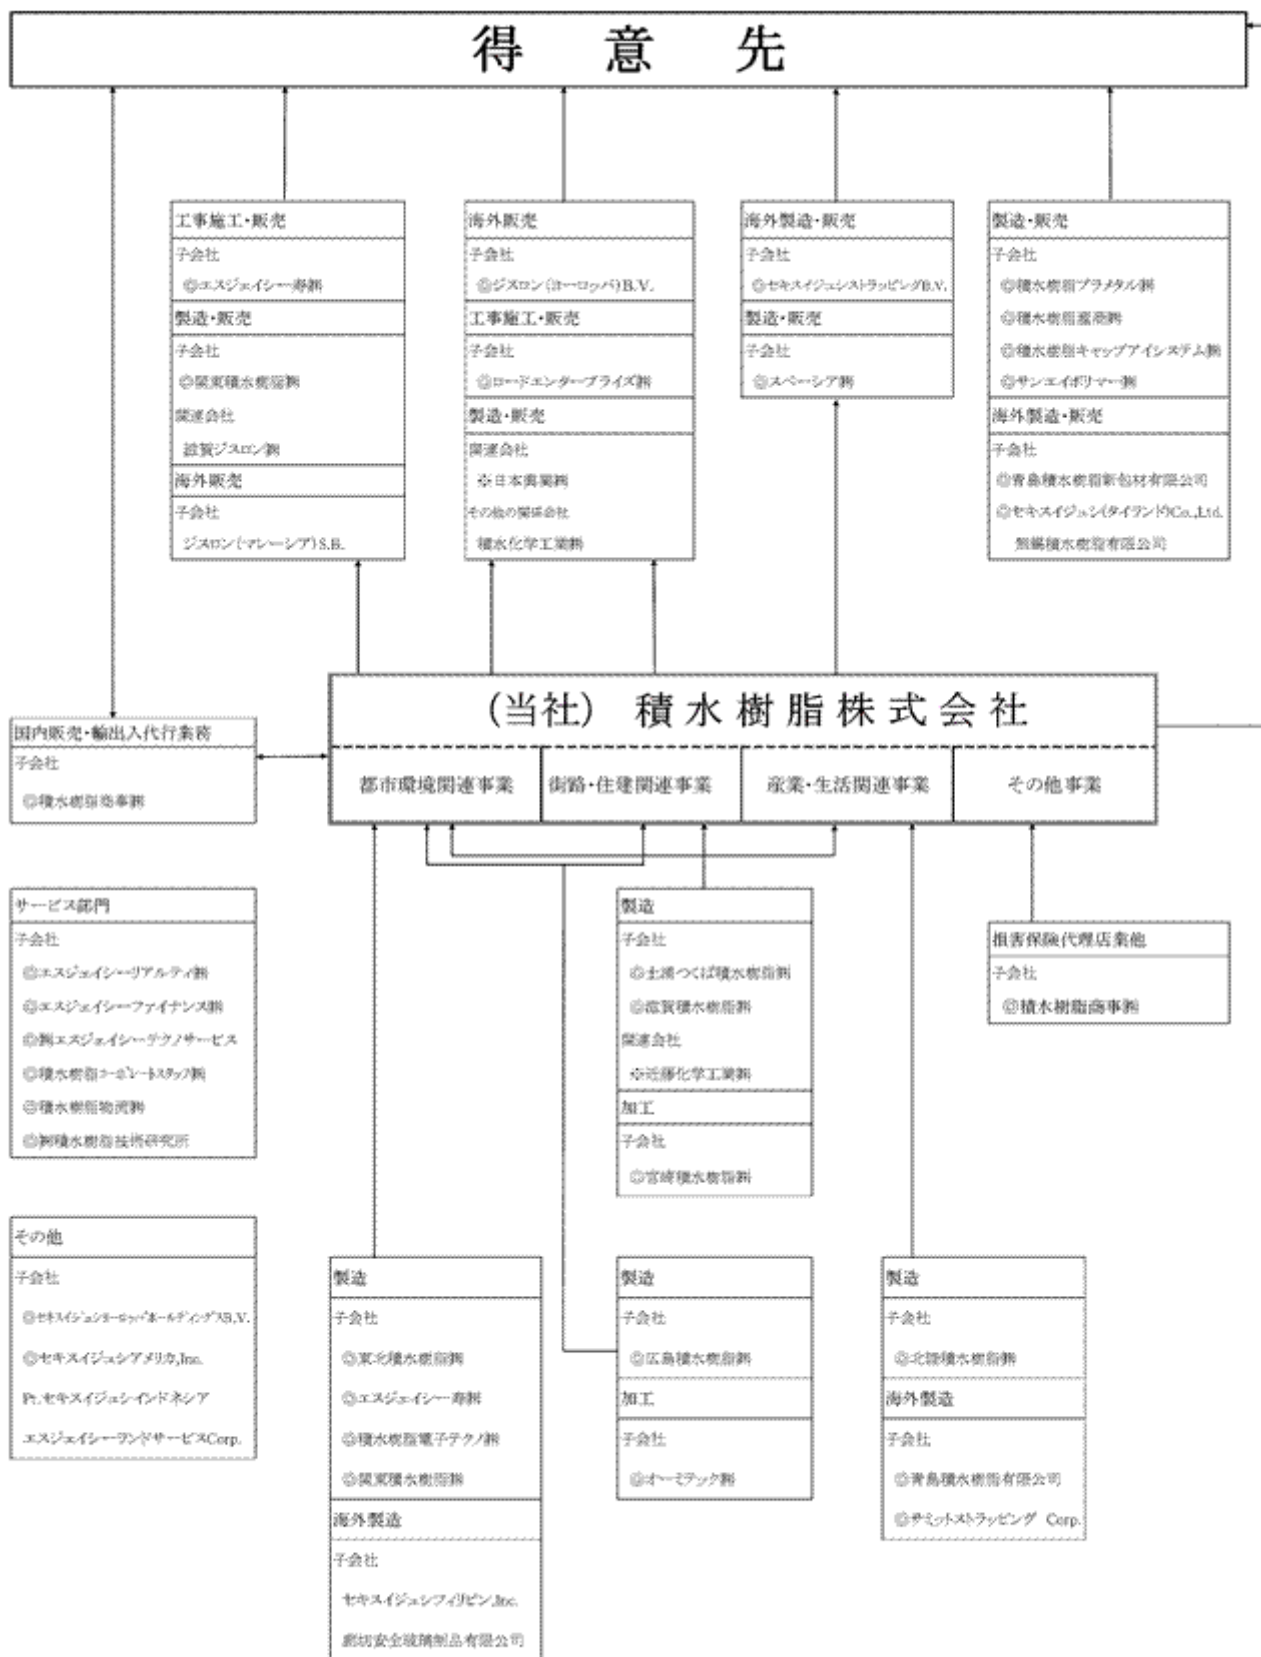 得意先
工事施工・販売
子会社
◎エスジェイシー寿㈱
製造・販売
子会社
◎関東積水樹脂㈱
関連会社
滋賀ジスロン㈱
海外販売
子会社
ジスロン(マレーシア)S.B.
海外販売
子会社
◎ジスロン(ヨーロッパ)B.V.
工事施工・販売
子会社
◎ロードエンタープライズ㈱
製造・販売
関連会社
※日本興業㈱
その他の関係会社
積水化学工業㈱
海外製造・販売
子会社
◎セキスイジュシストラッピングB.V.
製造・販売
子会社
◎スペーシア㈱
製造・販売
子会社
◎積水樹脂プラメタル㈱
◎積水樹脂産商㈱
◎積水樹脂キャップアイシステム㈱
◎サンエイポリマー㈱
海外製造・販売
子会社
◎青島積水樹脂新包材有限公司
◎セキスイジュシ(タイランド)Co.,Ltd.
無錫積水樹脂有限公司
(当社) 積水樹脂株式会社
都市環境関連事業
街路・住建関連事業
産業・生活関連事業
その他事業
国内販売・輸出入代行業務
子会社
◎積水樹脂商事㈱
サービス部門
子会社
◎エスジェイシーリアルティ㈱
◎エスジェイシーファイナンス㈱
◎㈱エスジェイシーテクノサービス
◎積水樹脂コーポレートスタッフ㈱
◎積水樹脂物流㈱
◎㈱積水樹脂技術研究所
その他
子会社
◎セキスイジュシヨーロッパホールディングスB.V.
◎セキスイジュシアメリカ,Inc.
Pt.セキスイジュシインドネシア
エスジェイシーランドサービスCorp.
製造
子会社
◎土浦つくば積水樹脂㈱
◎滋賀積水樹脂㈱
関連会社
※近藤化学工業㈱
加工
子会社
◎宮崎積水樹脂㈱
損害保険代理店業他
子会社
◎積水樹脂商事㈱
製造
子会社
◎東北積水樹脂㈱
◎エスジェイシー寿㈱
◎積水樹脂電子テクノ㈱
◎関東積水樹脂㈱
海外製造
子会社
セキスイジュシフィリピン,Inc.
安全玻璃制品有限公司
製造
子会社
◎広島積水樹脂㈱
加工
子会社
◎オーミテック㈱
製造
子会社
◎北陸積水樹脂㈱
海外製造
子会社
◎青島積水樹脂有限公司
◎サミットストラッピング Corp.